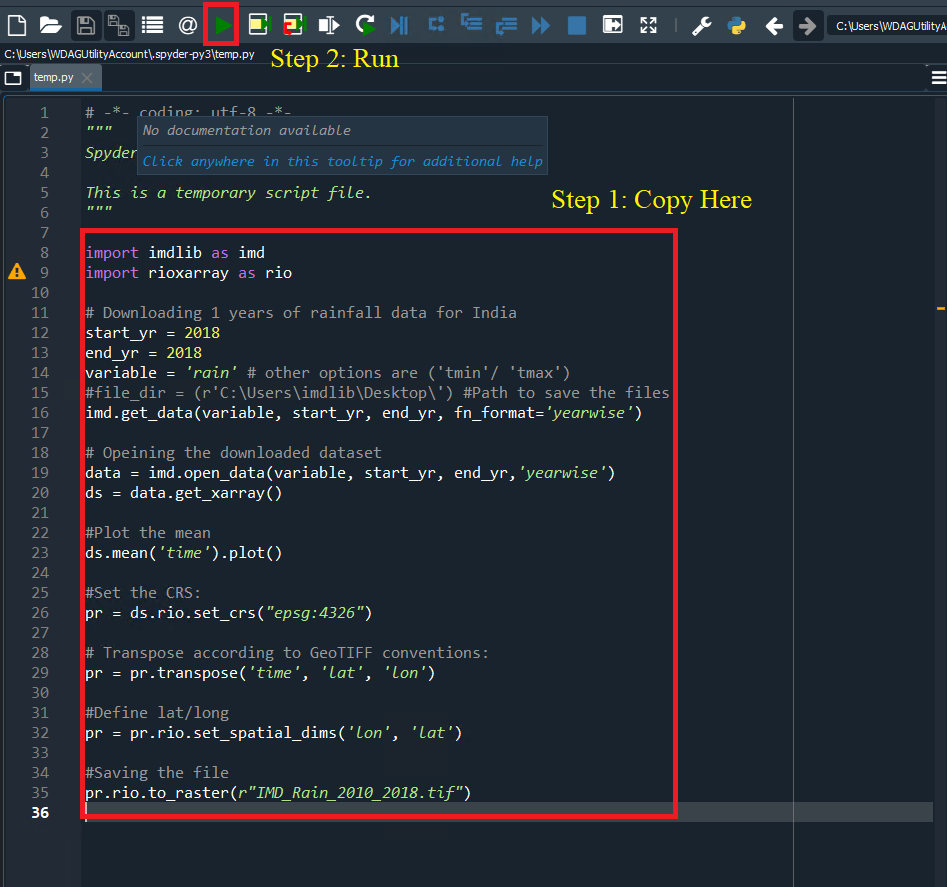 C:\Users\WDAGUtilityAc
C:\Users\WDAGUtilityAccount\.spyder-py3\temp.py
Step 2: Run
temp.py
1 # -*- coding: utf-8 -*-
2 """
No documentation available
3 Spyder
Click anywhere in this tooltip for additional help
4
5 This is a temporary script file.
Step 1: Copy Here
6 """
7
8 import imdlib as imd
9 import rioxarray as rio
10
11 # Downloading 1 years of rainfall data for India
12 start_yr = 2018
13 end_yr = 2018
14 variable = 'rain' # other options are ('tmin'/ 'tmax')
15 #file_dir = (r'C:\Users\imdlib\Desktop\') #Path to save the files
16 imd.get_data(variable, start_yr, end_yr, fn_format='yearwise')
17
18 # Opeining the downloaded dataset
19 data = imd.open_data(variable, start_yr, end_yr,'yearwise')
20 ds = data.get_xarray()
21
22 #Plot the mean
23 ds.mean('time').plot()
24
25 #Set the CRS:
26 pr = ds.rio.set_crs("epsg:4326")
27
28 # Transpose according to GeoTIFF conventions:
29 pr = pr.transpose('time', 'lat', 'lon')
30
31 #Define lat/long
32 pr = pr.rio.set_spatial_dims('lon', 'lat')
33
34 #Saving the file
35 pr.rio.to_raster(r"IMD_Rain_2010_2018.tif")
36